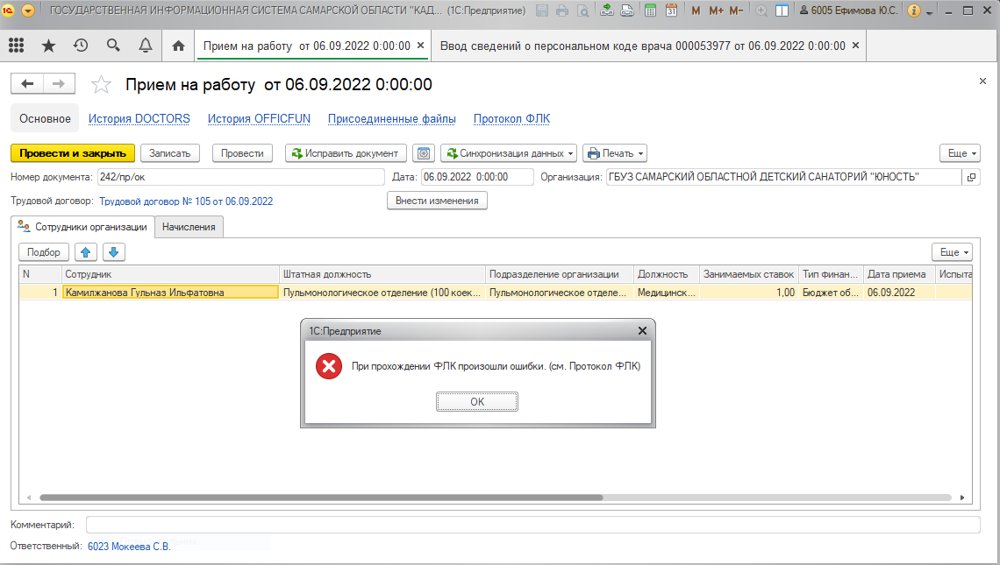 ГОСУДАРСТВЕННАЯ ИНФОРМАЦИОННАЯ СИСТЕМА САМАРСКОЙ ОБЛАСТИ "КАД... (1С:Предприятие) M M+ M- 6005 Ефимова Ю.С.
Прием на работу от 06.09.2022 0:00:00 Ввод сведений о персональном коде врача 000053977 от 06.09.2022 0:00:00
Прием на работу от 06.09.2022 0:00:00
Основное История DOCTORS История OFFICFUN Присоединенные файлы Протокол ФЛК
Провести и закрыть Записать Провести Исправить документ Синхронизация данных Печать Еще
Номер документа: 242/пр/ок Дата: 06.09.2022 0:00:00 Организация: ГБУЗ САМАРСКИЙ ОБЛАСТНОЙ ДЕТСКИЙ САНАТОРИЙ "ЮНОСТЬ"
Трудовой договор: Трудовой договор № 105 от 06.09.2022 Внести изменения
Сотрудники организации Начисления
Подбор Еще
N Сотрудник Штатная должность Подразделение организации Должность Занимаемых ставок Тип финан... Дата приема Испыта
1 Камилжанова Гульназ Ильфатовна Пульмонологическое отделение (100 коек... Пульмонологическое отделе... Медицинск... 1,00 Бюджет об... 06.09.2022
1С:Предприятие
При прохождении ФЛК произошли ошибки. (см. Протокол ФЛК)
OK
Комментарий:
Ответственный: 6023 Мокеева С.В.